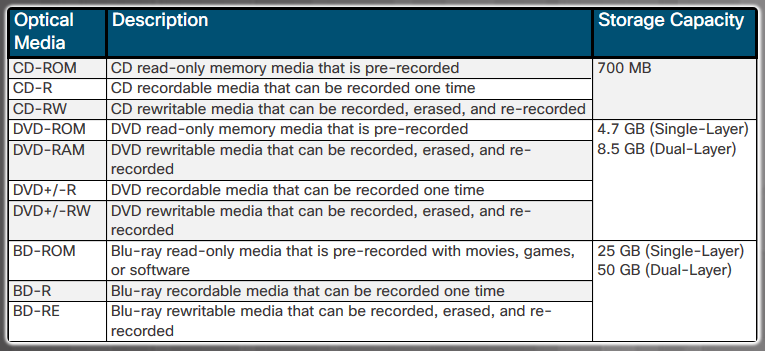 Optical Media Description Storage Capacity
CD-ROM CD read-only memory media that is pre-recorded 700 MB
CD-R CD recordable media that can be recorded one time
CD-RW CD rewritable media that can be recorded, erased, and re-recorded
DVD-ROM DVD read-only memory media that is pre-recorded 4.7 GB (Single-Layer)
DVD-RAM DVD rewritable media that can be recorded, erased, and re- 8.5 GB (Dual-Layer)
recorded
DVD+/-R DVD recordable media that can be recorded one time
DVD+/-RW DVD rewritable media that can be recorded, erased, and re-
recorded
BD-ROM Blu-ray read-only media that is pre-recorded with movies, games, 25 GB (Single-Layer)
or software 50 GB (Dual-Layer)
BD-R Blu-ray recordable media that can be recorded one time
BD-RE Blu-ray rewritable media that can be recorded, erased, and re-
recorded